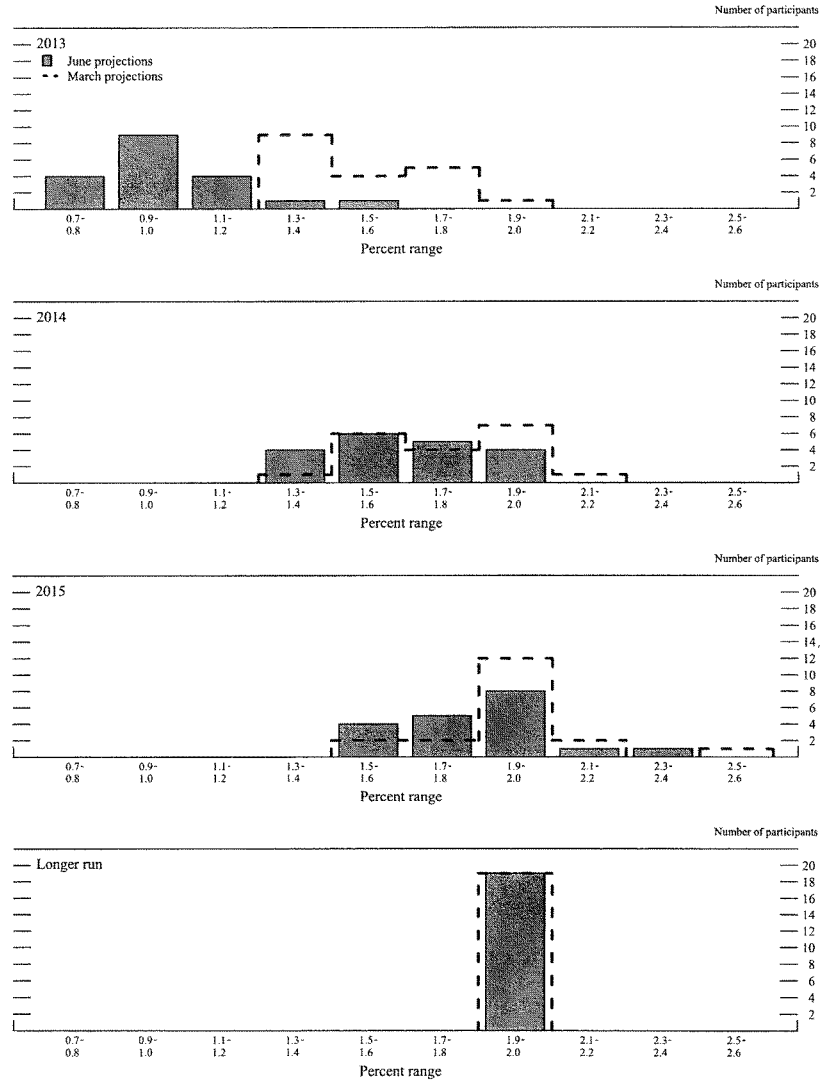 Number of participants
2013
June projections
March projections
20
18
16
14
12
10
8
6
4
2
0.7- 0.9- 1.1- 1.3- 1.5- 1.7- 1.9- 2.1- 2.3- 2.5-
0.8 1.0 1.2 1.4 1.6 1.8 2.0 2.2 2.4 2.6
Percent range
Number of participants
2014
20
18
16
14
12
10
8
6
4
2
0.7- 0.9- 1.1- 1.3- 1.5- 1.7- 1.9- 2.1- 2.3- 2.5-
0.8 1.0 1.2 1.4 1.6 1.8 2.0 2.2 2.4 2.6
Percent range
Number of participants
2015
20
18
16
14
12
10
8
6
4
2
0.7- 0.9- 1.1- 1.3- 1.5- 1.7- 1.9- 2.1- 2.3- 2.5-
0.8 1.0 1.2 1.4 1.6 1.8 2.0 2.2 2.4 2.6
Percent range
Number of participants
Longer run
20
18
16
14
12
10
8
6
4
2
0.7- 0.9- 1.1- 1.3- 1.5- 1.7- 1.9- 2.1- 2.3- 2.5-
0.8 1.0 1.2 1.4 1.6 1.8 2.0 2.2 2.4 2.6
Percent range